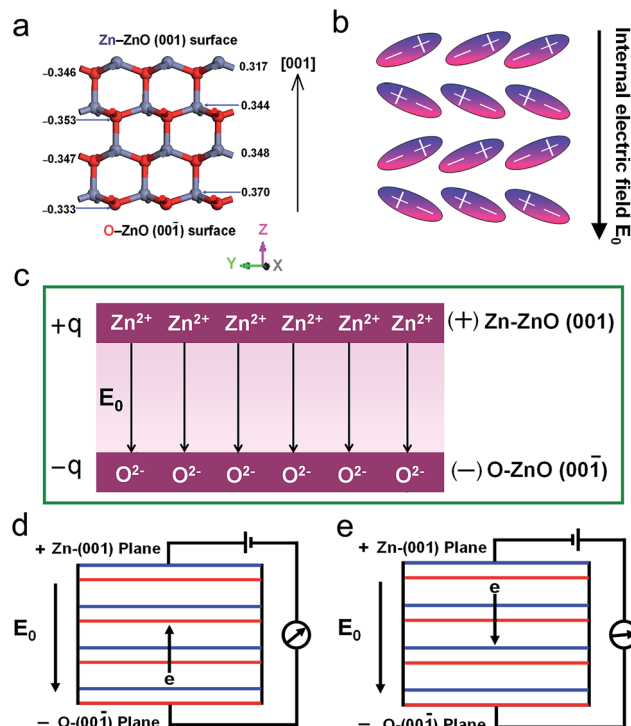 a
Zn–ZnO (001) surface
−0.346
0.317
[001]
0.344
−0.353
−0.347
0.348
0.370
−0.333
O–ZnO (001̄) surface
Z
Y
X
b
+ + +
− − −
+ + +
− − −
+ + +
− − −
+ + +
− − −
Internal electric field E₀
c
+q
Zn²⁺ Zn²⁺ Zn²⁺ Zn²⁺ Zn²⁺ Zn²⁺
(+) Zn-ZnO (001)
E₀
−q
O²⁻ O²⁻ O²⁻ O²⁻ O²⁻ O²⁻
(−) O-ZnO (001̄)
d
+ Zn-(001) Plane
E₀
e
− O-(001̄) Plane
e
+ Zn-(001) Plane
e
E₀
− O-(001̄) Plane